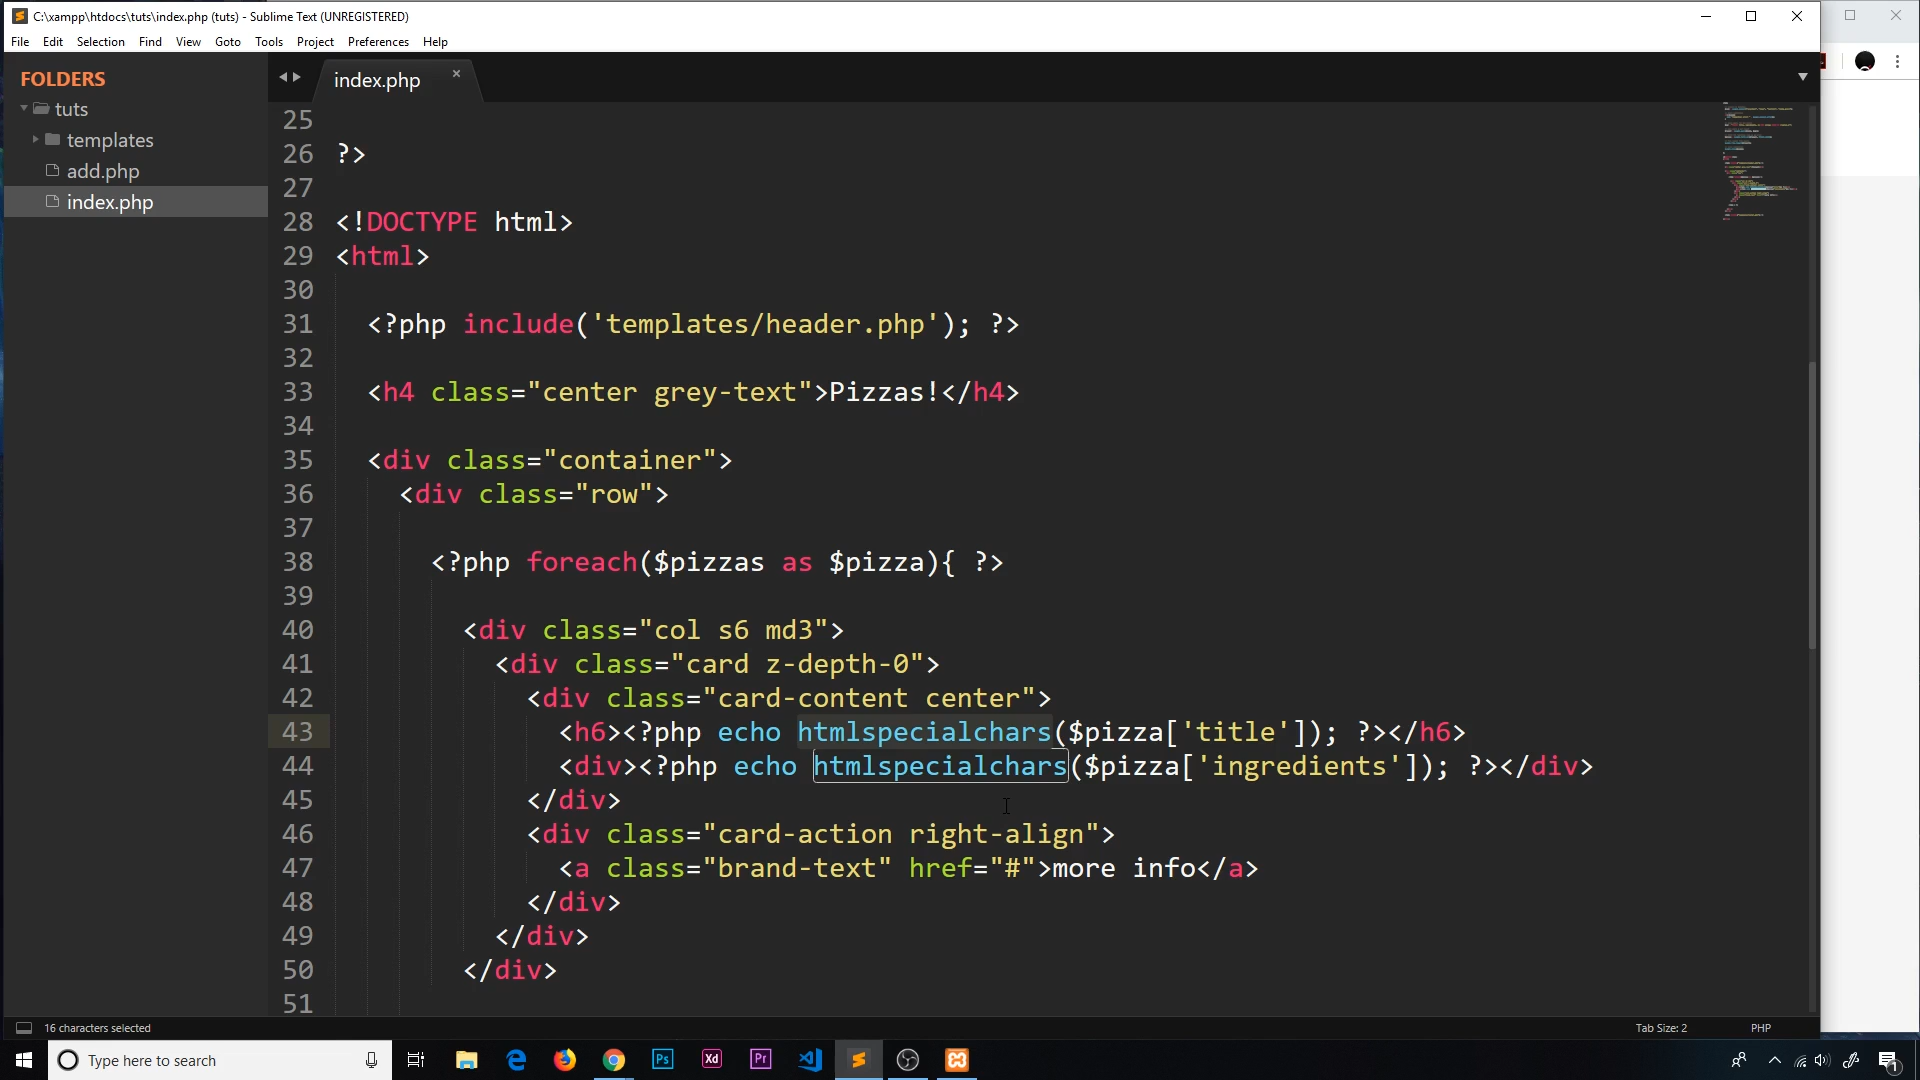 C:\xampp\htdocs\tuts\index.php (tuts) - Sublime Text (UNREGISTERED)
File Edit Selection Find View Goto Tools Project Preferences Help
FOLDERS
tuts
templates
add.php
index.php
index.php ×
25
26 ?>
27
28 <!DOCTYPE html>
29 <html>
30
31 <?php include('templates/header.php'); ?>
32
33 <h4 class="center grey-text">Pizzas!</h4>
34
35 <div class="container">
36 <div class="row">
37
38 <?php foreach($pizzas as $pizza){ ?>
39
40 <div class="col s6 md3">
41 <div class="card z-depth-0">
42 <div class="card-content center">
43 <h6><?php echo htmlspecialchars($pizza['title']); ?></h6>
44 <div><?php echo htmlspecialchars($pizza['ingredients']); ?></div>
45 </div>
46 <div class="card-action right-align">
47 <a class="brand-text" href="#">more info</a>
48 </div>
49 </div>
50 </div>
51
16 characters selected
Tab Size: 2 PHP
Type here to search
Ps
Xd
Pr
1